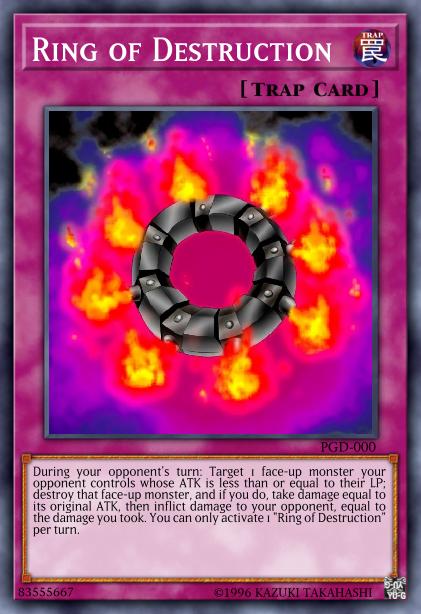 RING OF DESTRUCTION
TRAP
罠
[TRAP CARD]
PGD-000
During your opponent's turn: Target 1 face-up monster your
opponent controls whose ATK is less than or equal to their LP;
destroy that face-up monster, and if you do, take damage equal to
its original ATK, then inflict damage to your opponent, equal to
the damage you took. You can only activate 1 "Ring of Destruction"
per turn.
83555667
©1996 KAZUKI TAKAHASHI